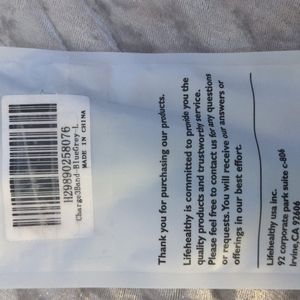 H29890258076
Charge3Band-BlueGrey-L
MADE IN CHINA
Thank you for purchasing our products.
Lifehealthy is committed to provide you the
quality products and trustworthy service.
Please feel free to contact us for any questions
or requests. You will receive our answers or
offerings in our best effort.
Lifehealthy usa inc.
92 corporate park suite c-806
Irvine,CA 92606